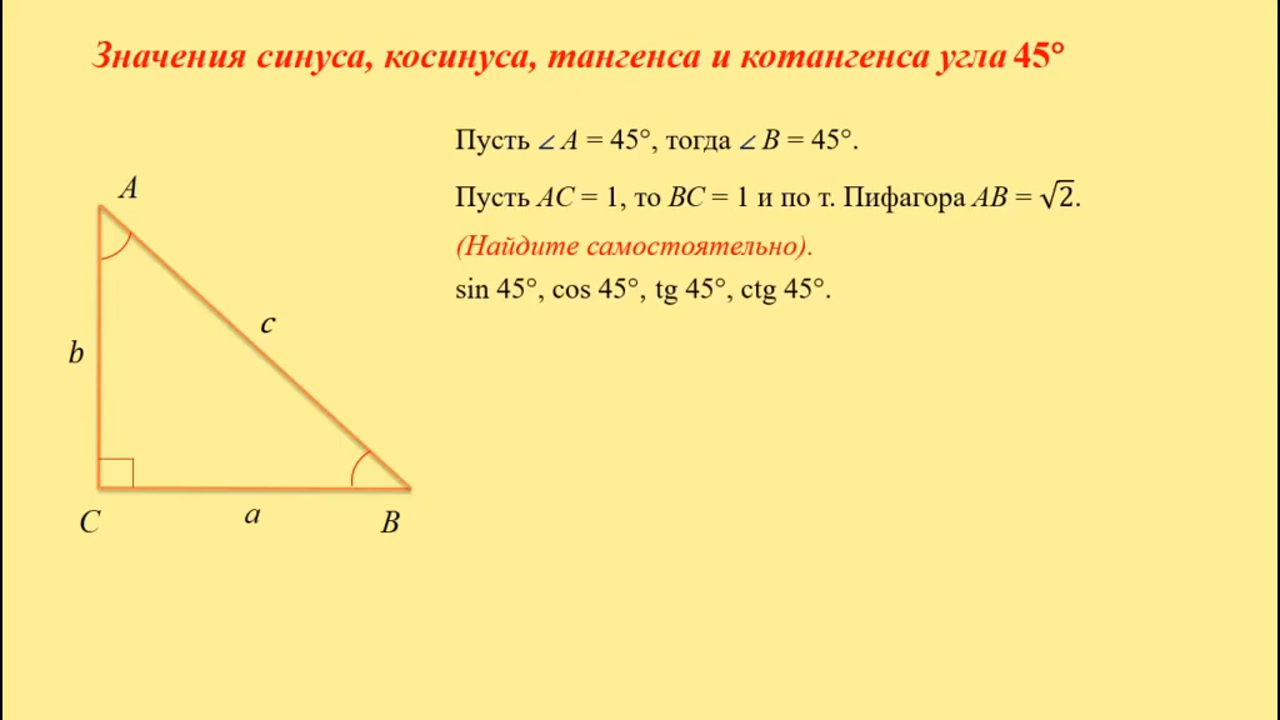 Значения синуса, косинуса, тангенса и котангенса угла 45°
Пусть ∠A = 45°, тогда ∠B = 45°.
Пусть AC = 1, то BC = 1 и по т. Пифагора AB = √2.
(Найдите самостоятельно).
sin 45°, cos 45°, tg 45°, ctg 45°.
A
c
b
C
a
B